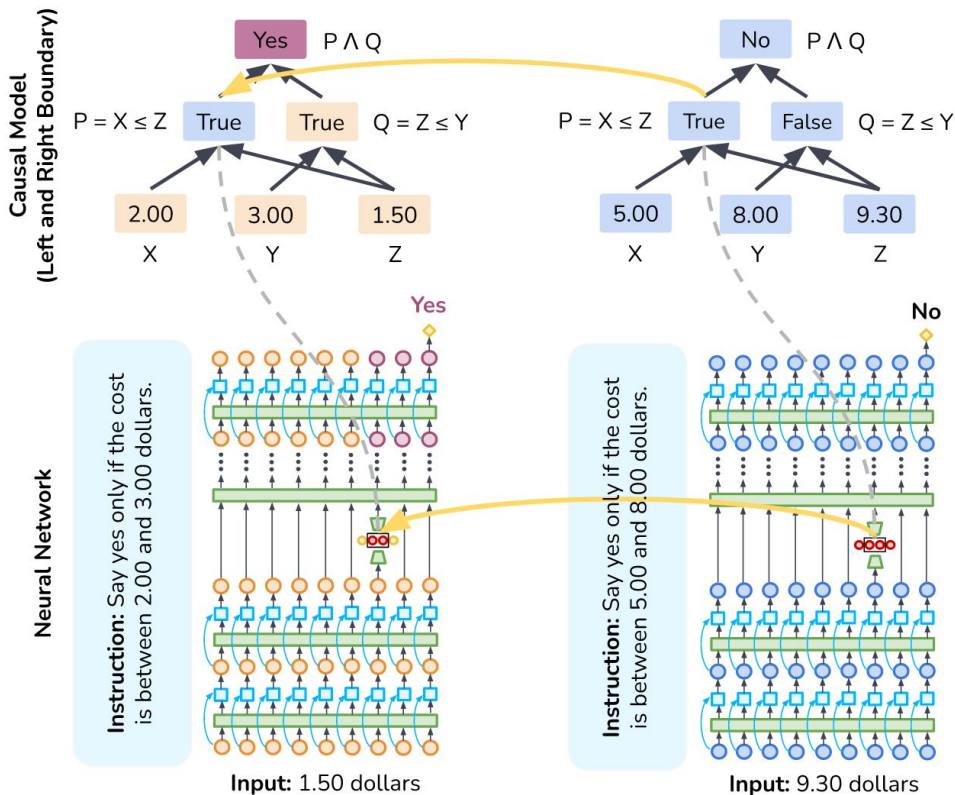 Causal Model
(Left and Right Boundary)
Yes P ∧ Q
P = X ≤ Z True True Q = Z ≤ Y
2.00 3.00 1.50
X Y Z
No P ∧ Q
P = X ≤ Z True False Q = Z ≤ Y
5.00 8.00 9.30
X Y Z
Neural Network
Instruction: Say yes only if the cost
is between 2.00 and 3.00 dollars.
Yes
Input: 1.50 dollars
Instruction: Say yes only if the cost
is between 5.00 and 8.00 dollars.
No
Input: 9.30 dollars